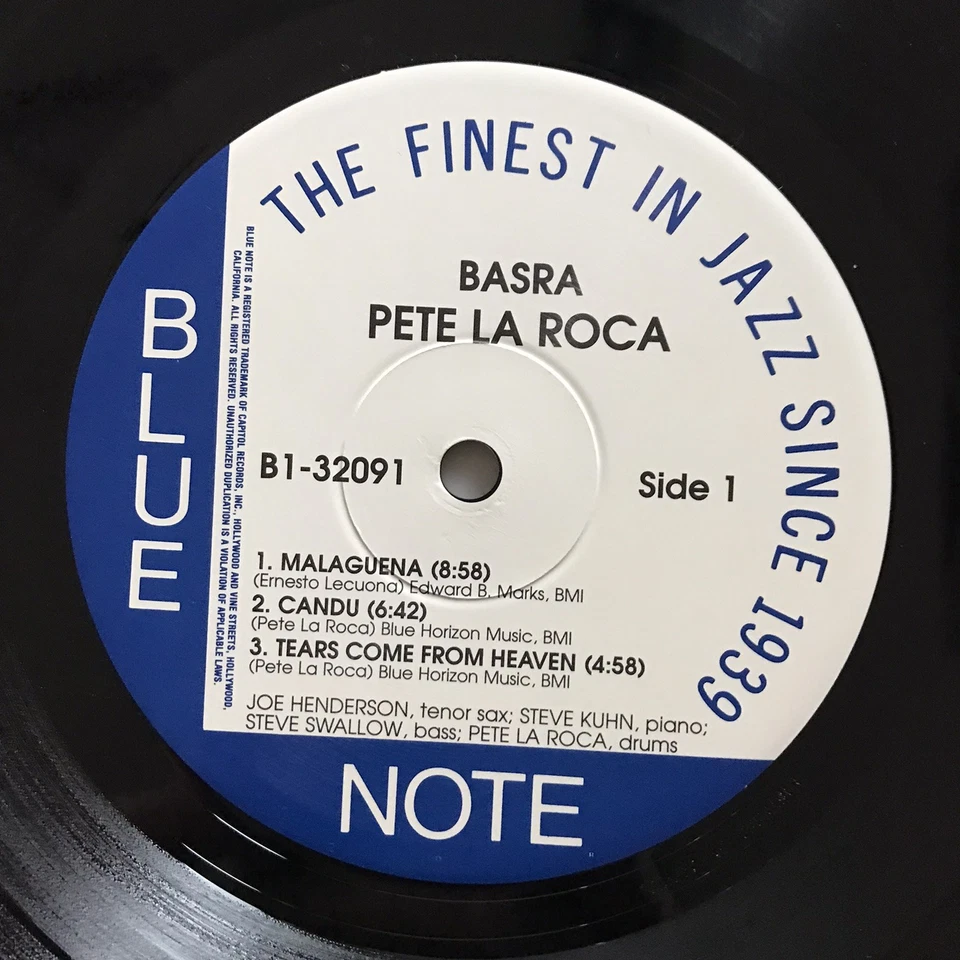 THE FINEST IN JAZZ SINCE 1939
BASRA
PETE LA ROCA
B1-32091
Side 1
1. MALAGUENA (8:58)
(Ernesto Lecuona) Edward B. Marks, BMI
2. CANDU (6:42)
(Pete La Roca) Blue Horizon Music, BMI
3. TEARS COME FROM HEAVEN (4:58)
(Pete La Roca) Blue Horizon Music, BMI
JOE HENDERSON, tenor sax; STEVE KUHN, piano;
STEVE SWALLOW, bass; PETE LA ROCA, drums
BLUE NOTE IS A REGISTERED TRADEMARK OF CAPITOL RECORDS, INC., HOLLYWOOD AND VINE STREETS, HOLLYWOOD,
CALIFORNIA. ALL RIGHTS RESERVED. UNAUTHORIZED DUPLICATION IS A VIOLATION OF APPLICABLE LAWS.
BLUE
NOTE